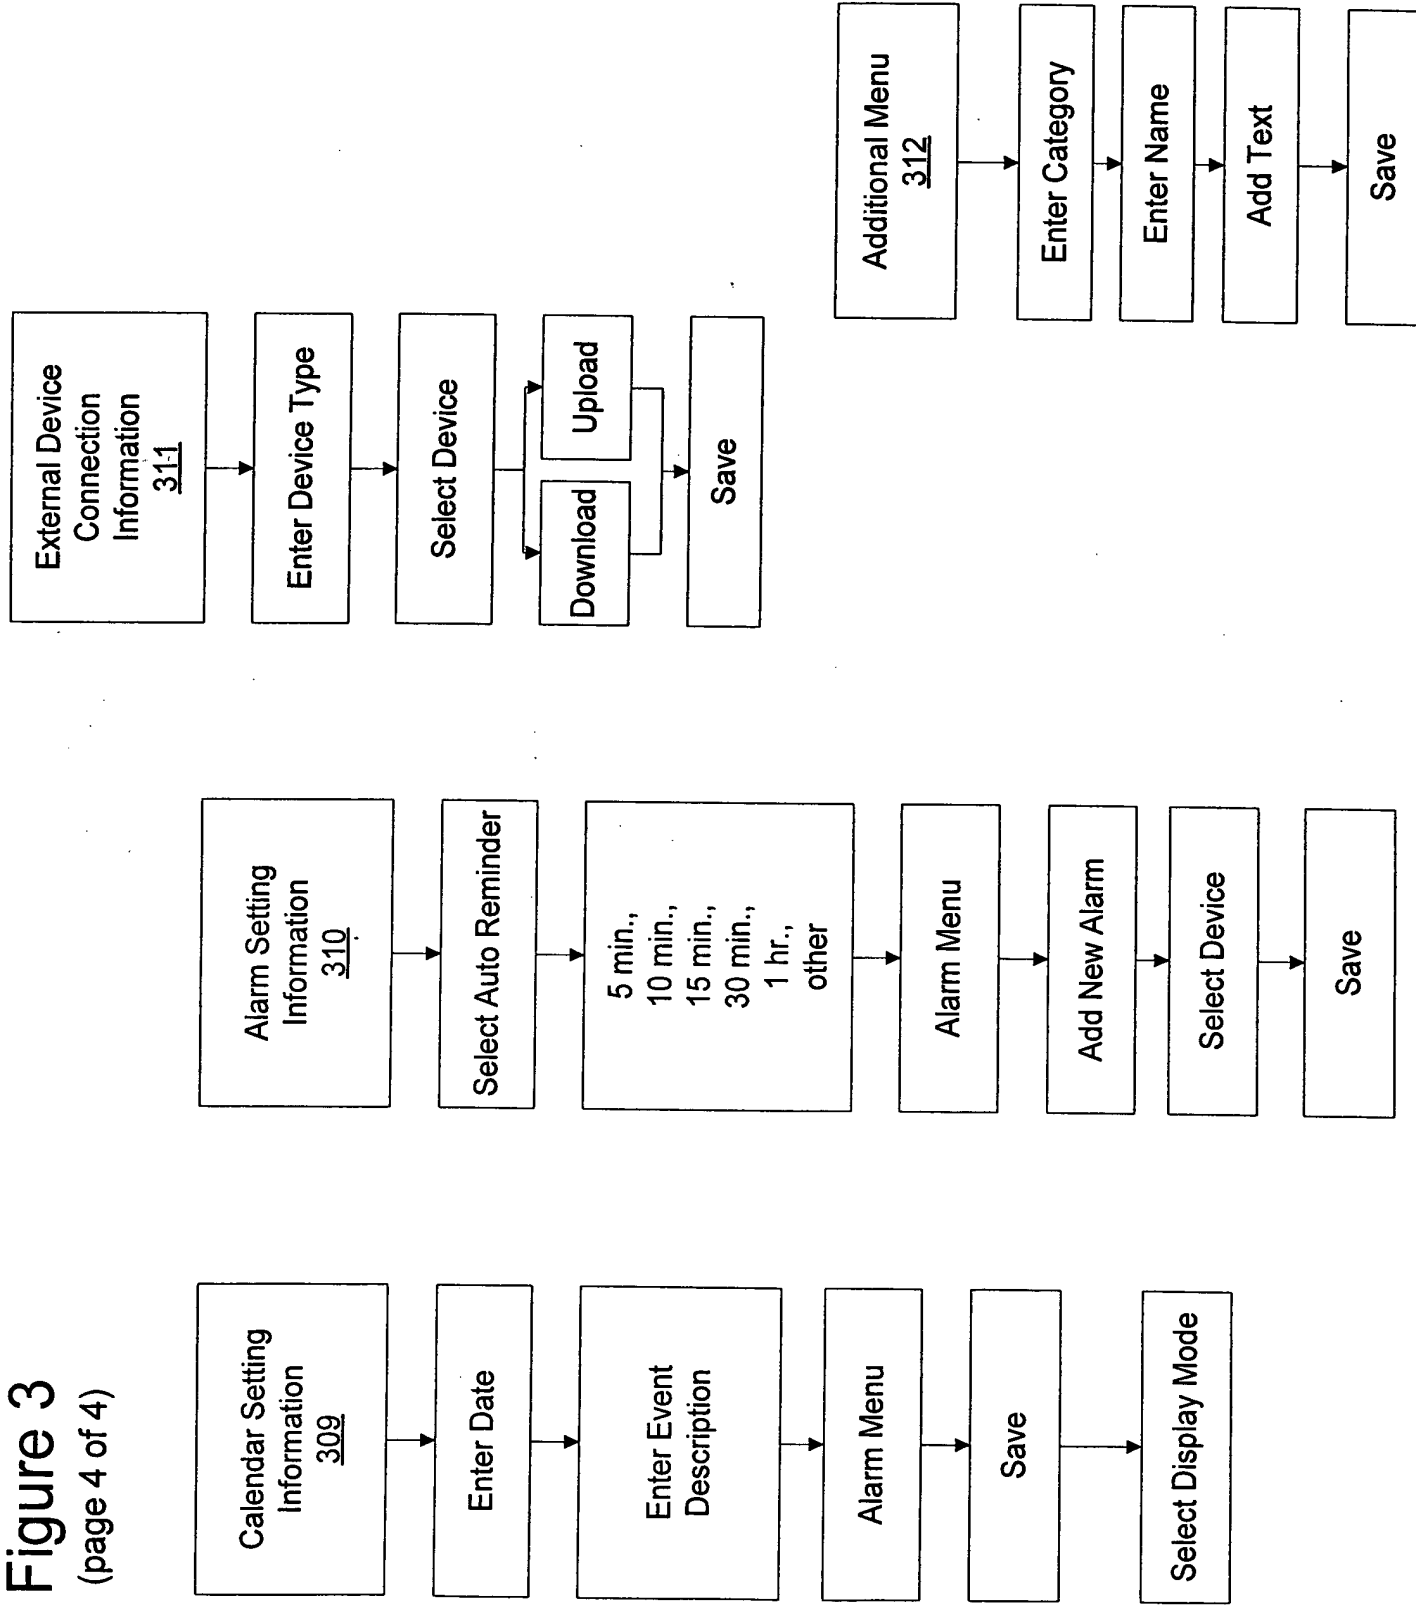 Figure 3
(page 4 of 4)
Calendar Setting
Information
309
Enter Date
Enter Event
Description
Alarm Menu
Save
Select Display Mode
Alarm Setting
Information
310
Select Auto Reminder
5 min.,
10 min.,
15 min.,
30 min.,
1 hr.,
other
Alarm Menu
Add New Alarm
Select Device
Save
External Device
Connection
Information
311
Enter Device Type
Select Device
Download
Upload
Save
Additional Menu
312
Enter Category
Enter Name
Add Text
Save